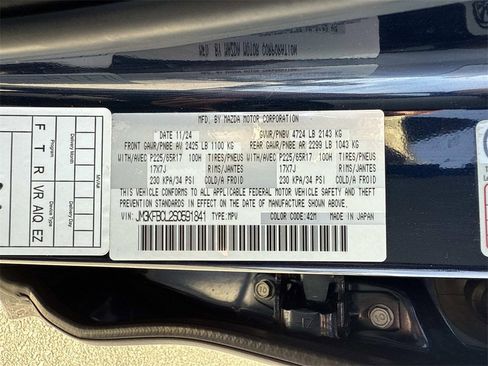 MFD. BY MAZDA MOTOR CORPORATION
DATE 11/24 GVWR/PNBV 4724 LB 2143 KG
FRONT GAWR/PNBE AV 2425 LB 1100 KG REAR GAWR/PNBE AR 2299 LB 1043 KG
WITH/AVEC P225/65R17 100H TIRES/PNEUS WITH/AVEC P225/65R17 100H TIRES/PNEUS
17X7J RIMS/JANTES 17X7J RIMS/JANTES
230 KPA/34 PSI COLD/A FROID 230 KPA/34 PSI COLD/A FROID
THIS VEHICLE CONFORMS TO ALL APPLICABLE FEDERAL MOTOR VEHICLE
SAFETY, BUMPER, AND THEFT PREVENTION STANDARDS IN EFFECT ON THE
DATE OF MANUFACTURE SHOWN ABOVE.
VIN: JM3KFBCL2S0591841 TYPE:MPV COLOR CODE: 42M MADE IN JAPAN
F T R VR AIQ EZ